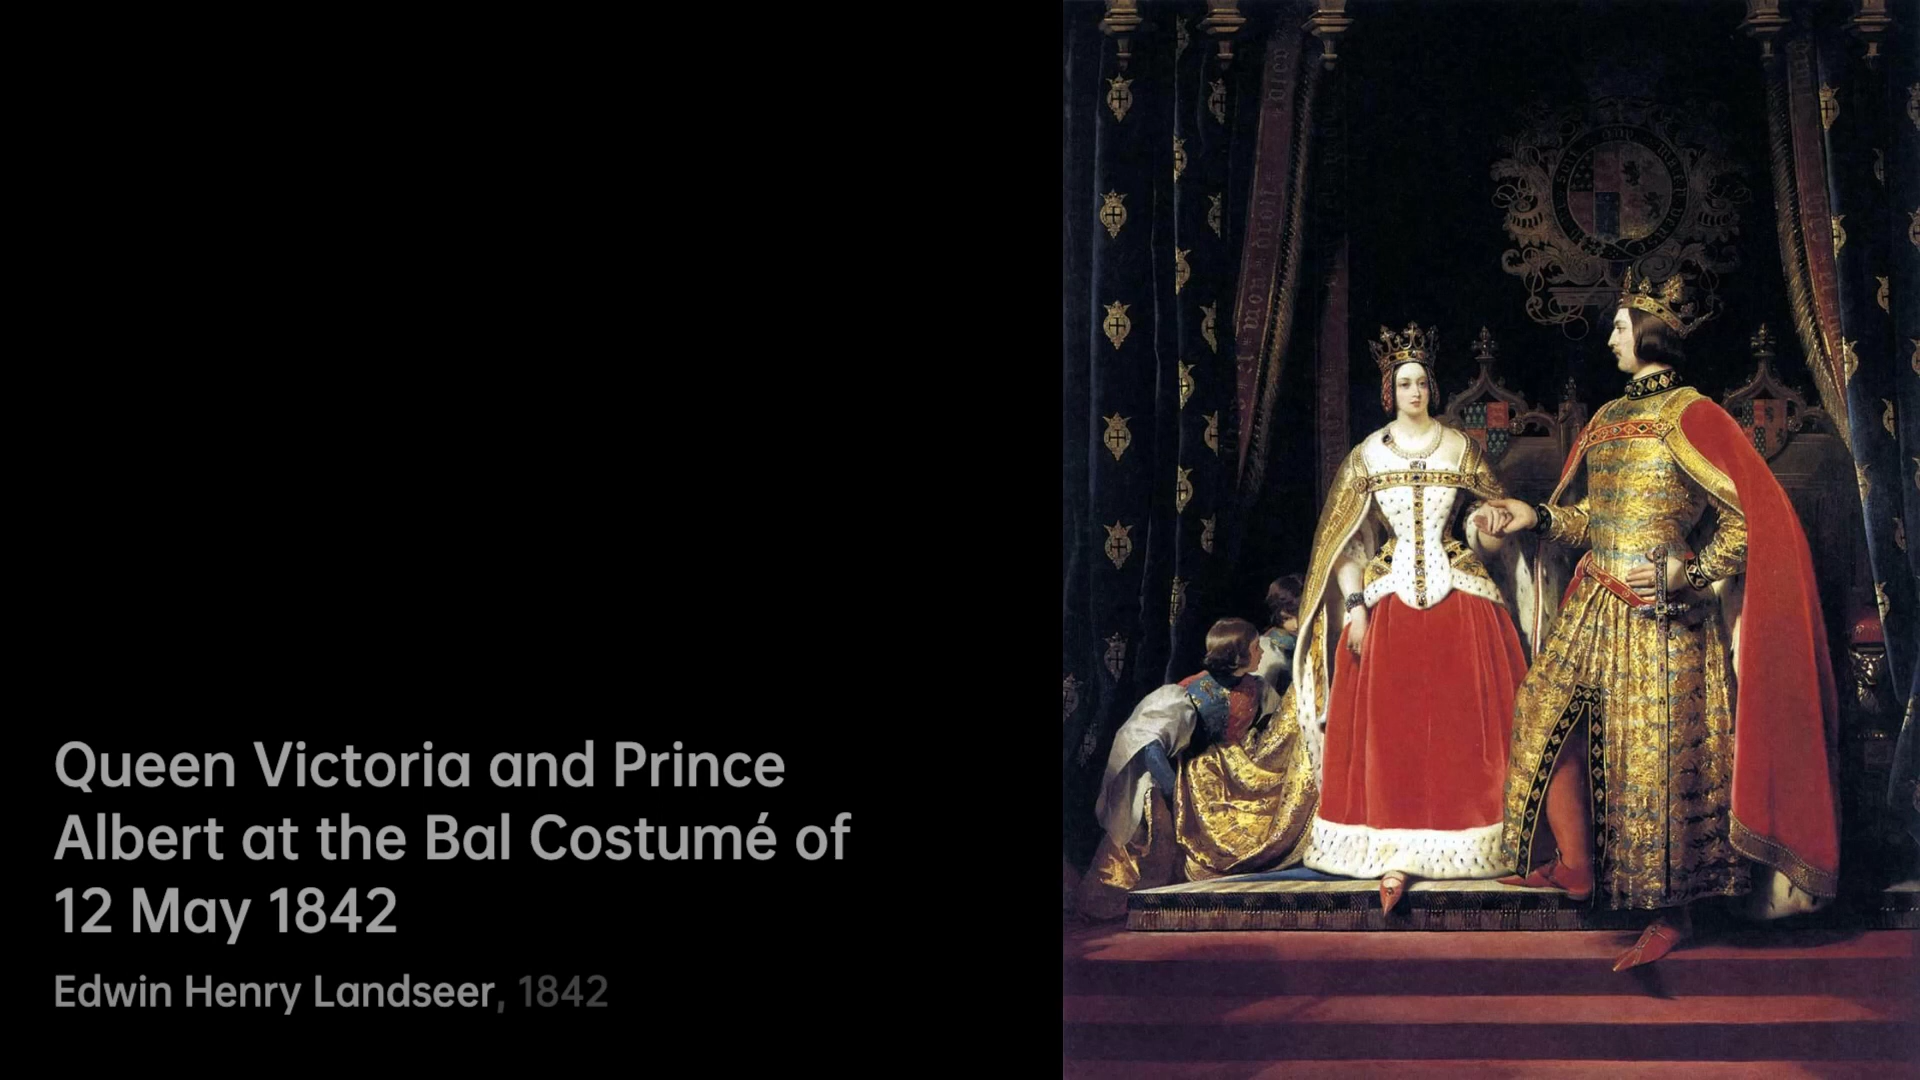 Queen Victoria and Prince
Albert at the Bal Costumé of
12 May 1842
Edwin Henry Landseer, 1842